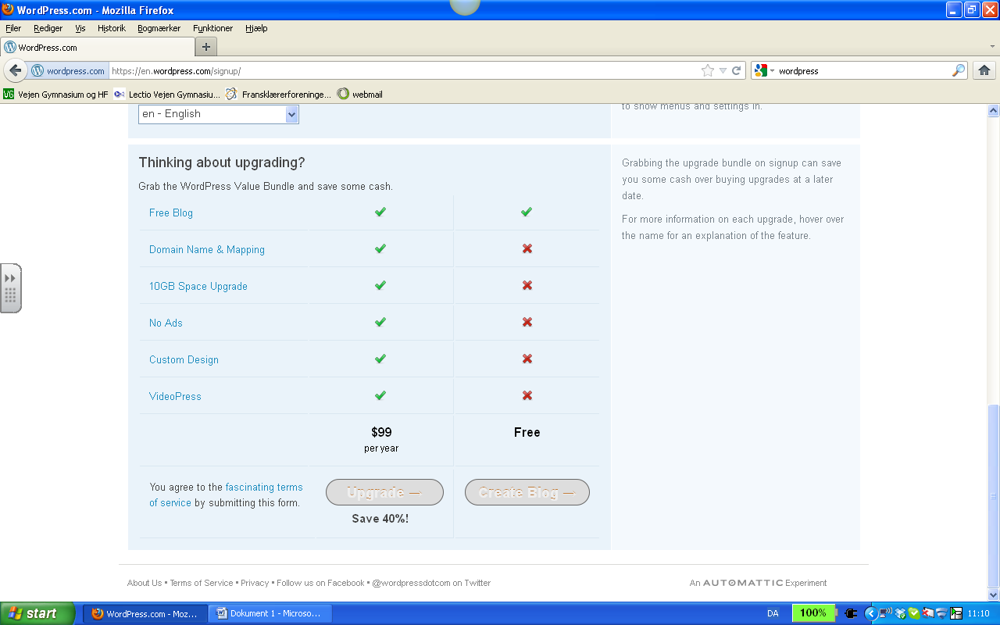 WordPress.com - Mozilla Firefox
Filer Rediger Vis Historik Bogmærker Funktioner Hjælp
WordPress.com
wordpress.com https://en.wordpress.com/signup/ wordpress
Vejen Gymnasium og HF Lectio Vejen Gymnasiu... Fransklærerforeninge... webmail
en - English
to show menus and settings in.
Thinking about upgrading?
Grab the WordPress Value Bundle and save some cash.
Free Blog
Domain Name & Mapping
10GB Space Upgrade
No Ads
Custom Design
VideoPress
$99 Free
per year
You agree to the fascinating terms
of service by submitting this form.
Upgrade → Create Blog →
Save 40%!
Grabbing the upgrade bundle on signup can save
you some cash over buying upgrades at a later
date.
For more information on each upgrade, hover over
the name for an explanation of the feature.
About Us • Terms of Service • Privacy • Follow us on Facebook • @wordpressdotcom on Twitter An AUTOMATTIC Experiment
start WordPress.com - Moz... Dokument 1 - Microso... DA 100% 11:10